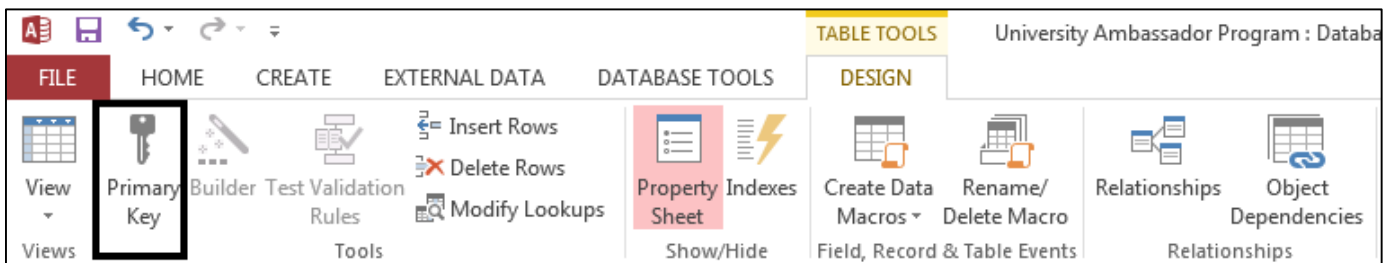 TABLE TOOLS University Ambassador Program : Databa
FILE HOME CREATE EXTERNAL DATA DATABASE TOOLS DESIGN
View
Primary
Key
Builder
Test Validation
Rules
Insert Rows
Delete Rows
Modify Lookups
Property
Sheet
Indexes
Create Data
Macros
Rename/
Delete Macro
Relationships
Object
Dependencies
Views Tools Show/Hide Field, Record & Table Events Relationships